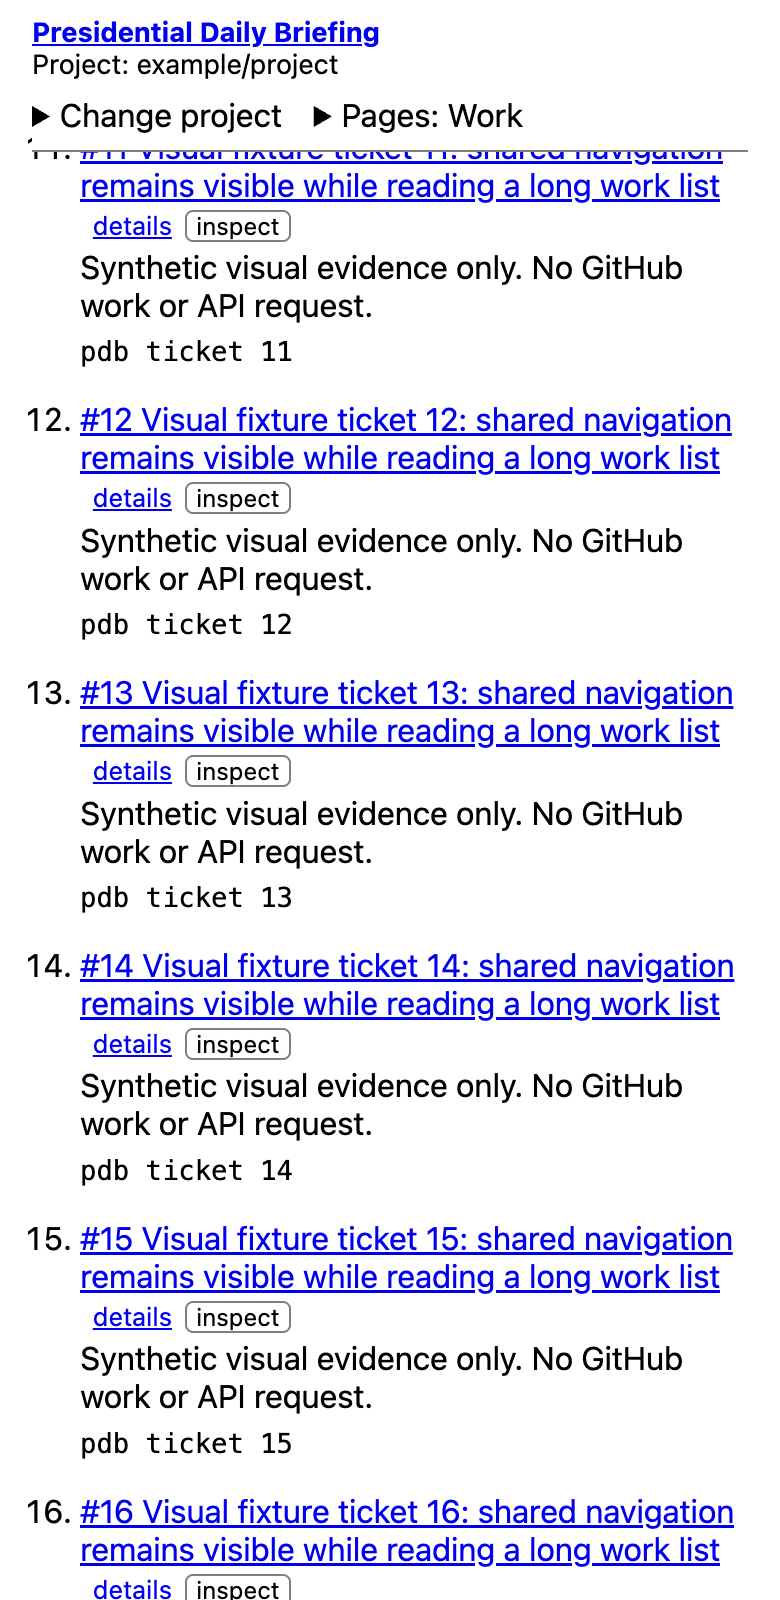 Presidential Daily Briefing
Project: example/project
▶ Change project ▶ Pages: Work
11. #11 Visual fixture ticket 11: shared navigation
remains visible while reading a long work list
details inspect
Synthetic visual evidence only. No GitHub
work or API request.
pdb ticket 11
12. #12 Visual fixture ticket 12: shared navigation
remains visible while reading a long work list
details inspect
Synthetic visual evidence only. No GitHub
work or API request.
pdb ticket 12
13. #13 Visual fixture ticket 13: shared navigation
remains visible while reading a long work list
details inspect
Synthetic visual evidence only. No GitHub
work or API request.
pdb ticket 13
14. #14 Visual fixture ticket 14: shared navigation
remains visible while reading a long work list
details inspect
Synthetic visual evidence only. No GitHub
work or API request.
pdb ticket 14
15. #15 Visual fixture ticket 15: shared navigation
remains visible while reading a long work list
details inspect
Synthetic visual evidence only. No GitHub
work or API request.
pdb ticket 15
16. #16 Visual fixture ticket 16: shared navigation
remains visible while reading a long work list
details inspect